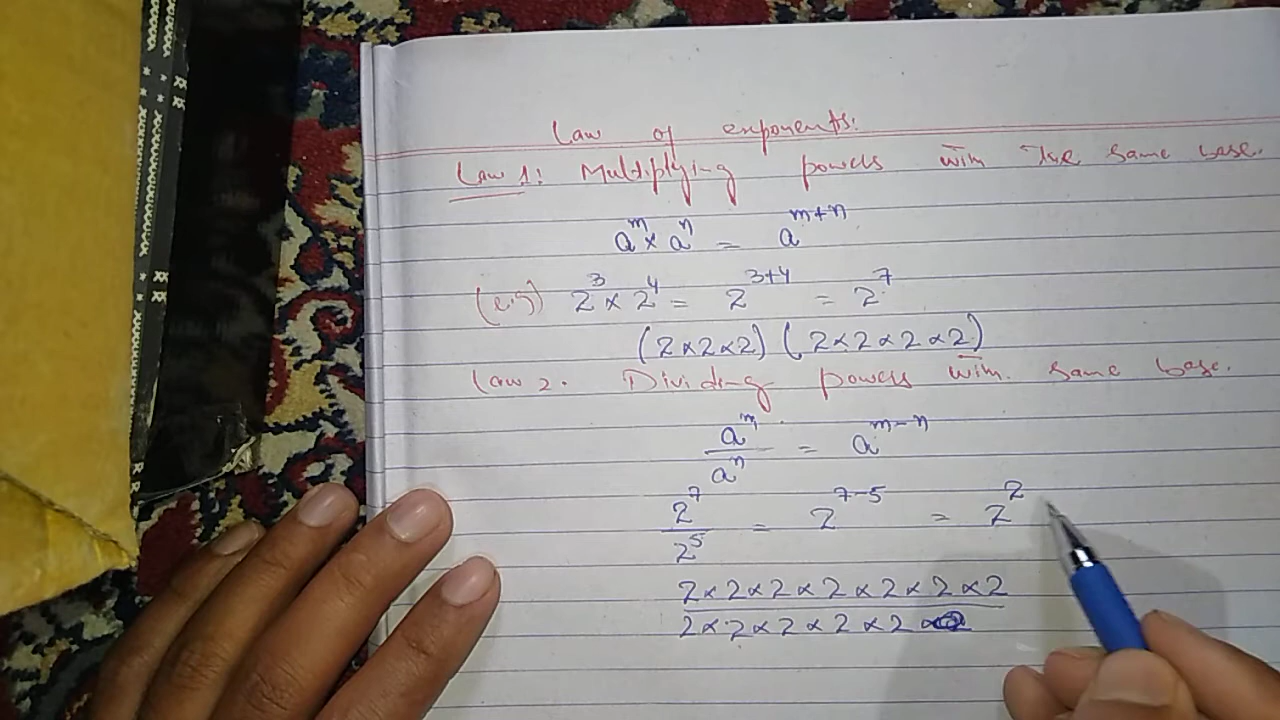 Law of exponents:
Law 1: Multiplying powers with the same base.
a^m × a^n = a^{m+n}
(e.g) 2^3 × 2^4 = 2^{3+4} = 2^7
(2×2×2) (2×2×2×2)
Law 2. Dividing powers with same base.
a^m / a^n = a^{m-n}
2^7 / 2^5 = 2^{7-5} = 2^2
2×2×2×2×2×2×2
2×2×2×2×2